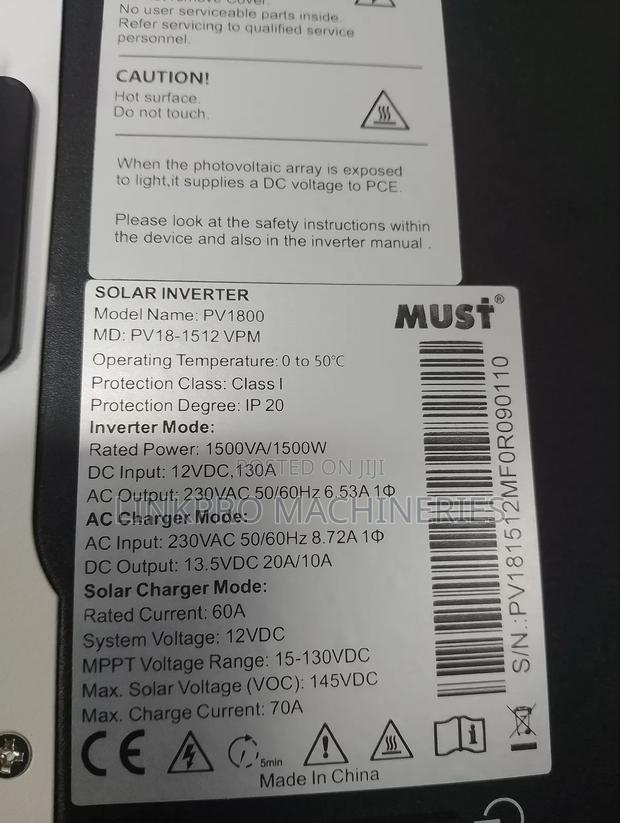 No user serviceable parts inside.
Refer servicing to qualified service
personnel.
CAUTION!
Hot surface.
Do not touch.
When the photovoltaic array is exposed
to light,it supplies a DC voltage to PCE.
Please look at the safety instructions within
the device and also in the inverter manual .
SOLAR INVERTER
MUST®
Model Name: PV1800
MD: PV18-1512 VPM
Operating Temperature: 0 to 50℃
Protection Class: Class I
Protection Degree: IP 20
Inverter Mode:
Rated Power: 1500VA/1500W
DC Input: 12VDC,130A
POSTED ON JIJI
AC Output: 230VAC 50/60Hz 6.53A 1Φ
LINKPRO MACHINERIES
AC Charger Mode:
AC Input: 230VAC 50/60Hz 8.72A 1Φ
DC Output: 13.5VDC 20A/10A
Solar Charger Mode:
Rated Current: 60A
System Voltage: 12VDC
MPPT Voltage Range: 15-130VDC
Max. Solar Voltage (VOC): 145VDC
Max. Charge Current: 70A
S/N.:PV181512MF0R090110
CE
5min
Made In China